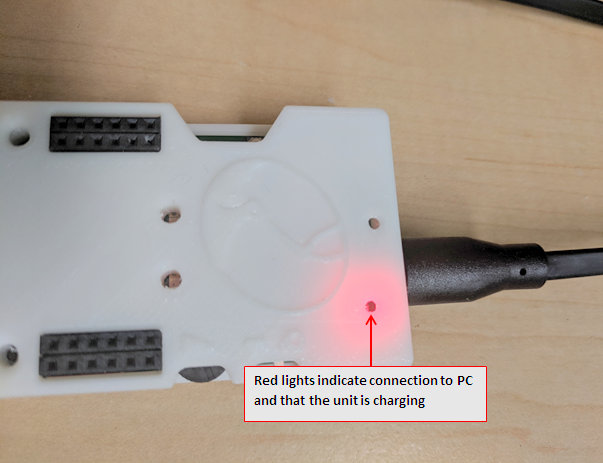 Red lights indicate connection to PC
and that the unit is charging